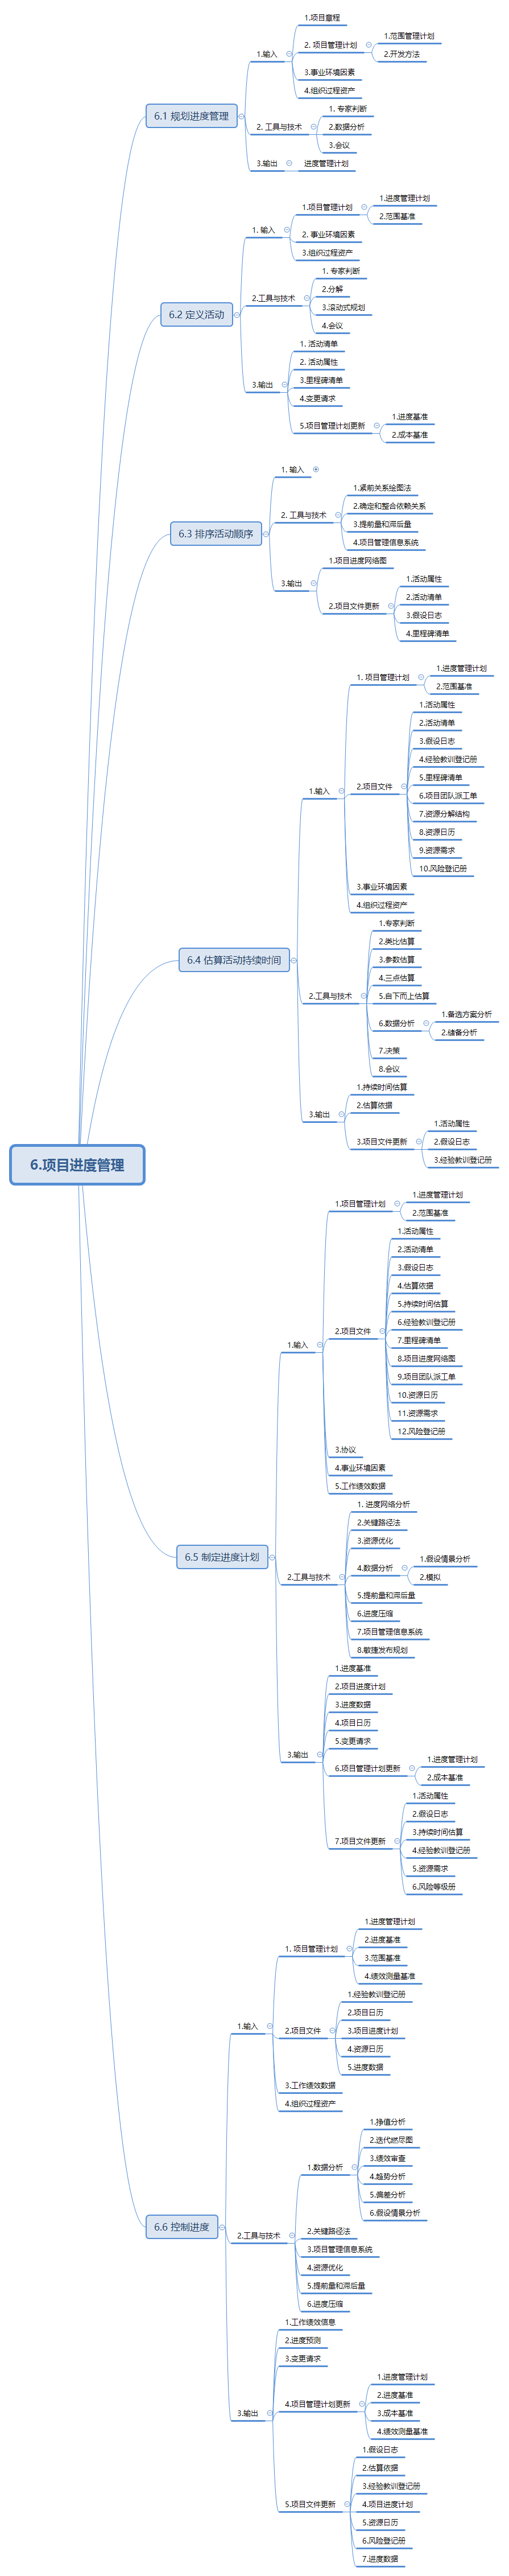 6.项目进度管理
6.1 规划进度管理
1.输入
1.项目章程
2. 项目管理计划
1.范围管理计划
2.开发方法
3.事业环境因素
4.组织过程资产
2. 工具与技术
1. 专家判断
2.数据分析
3.会议
3.输出
进度管理计划
6.2 定义活动
1. 输入
1.项目管理计划
1.进度管理计划
2.范围基准
2. 事业环境因素
3.组织过程资产
2.工具与技术
1. 专家判断
2.分解
3.滚动式规划
4.会议
3.输出
1. 活动清单
2. 活动属性
3.里程碑清单
4.变更请求
5.项目管理计划更新
1.进度基准
2.成本基准
6.3 排序活动顺序
1. 输入
2. 工具与技术
1.紧前关系绘图法
2.确定和整合依赖关系
3.提前量和滞后量
4.项目管理信息系统
3.输出
1.项目进度网络图
2.项目文件更新
1.活动属性
2.活动清单
3.假设日志
4.里程碑清单
6.4 估算活动持续时间
1.输入
1. 项目管理计划
1.进度管理计划
2.范围基准
2.项目文件
1.活动属性
2.活动清单
3.假设日志
4.经验教训登记册
5.里程碑清单
6.项目团队派工单
7.资源分解结构
8.资源日历
9.资源需求
10.风险登记册
3.事业环境因素
4.组织过程资产
2.工具与技术
1.专家判断
2.类比估算
3.参数估算
4.三点估算
5.自下而上估算
6.数据分析
1.备选方案分析
2.储备分析
7.决策
8.会议
3.输出
1.持续时间估算
2.估算依据
3.项目文件更新
1.活动属性
2.假设日志
3.经验教训登记册
6.5 制定进度计划
1.输入
1.项目管理计划
1.进度管理计划
2.范围基准
2.项目文件
1.活动属性
2.活动清单
3.假设日志
4.估算依据
5.持续时间估算
6.经验教训登记册
7.里程碑清单
8.项目进度网络图
9.项目团队派工单
10.资源日历
11.资源需求
12.风险登记册
3.协议
4.事业环境因素
5.工作绩效数据
2.工具与技术
1. 进度网络分析
2.关键路径法
3.资源优化
4.数据分析
1.假设情景分析
2.模拟
5.提前量和滞后量
6.进度压缩
7.项目管理信息系统
8.敏捷发布规划
3.输出
1.进度基准
2.项目进度计划
3.进度数据
4.项目日历
5.变更请求
6.项目管理计划更新
1.进度管理计划
2.成本基准
7.项目文件更新
1.活动属性
2.假设日志
3.持续时间估算
4.经验教训登记册
5.资源需求
6.风险等级册
6.6 控制进度
1.输入
1. 项目管理计划
1.进度管理计划
2.进度基准
3.范围基准
4.绩效测量基准
2.项目文件
1.经验教训登记册
2.项目日历
3.项目进度计划
4.资源日历
5.进度数据
3.工作绩效数据
4.组织过程资产
2.工具与技术
1.数据分析
1.挣值分析
2.迭代燃尽图
3.绩效审查
4.趋势分析
5.偏差分析
6.假设情景分析
2.关键路径法
3.项目管理信息系统
4.资源优化
5.提前量和滞后量
6.进度压缩
3.输出
1.工作绩效信息
2.进度预测
3.变更请求
4.项目管理计划更新
1.进度管理计划
2.进度基准
3.成本基准
4.绩效测量基准
5.项目文件更新
1.假设日志
2.估算依据
3.经验教训登记册
4.项目进度计划
5.资源日历
6.风险登记册
7.进度数据